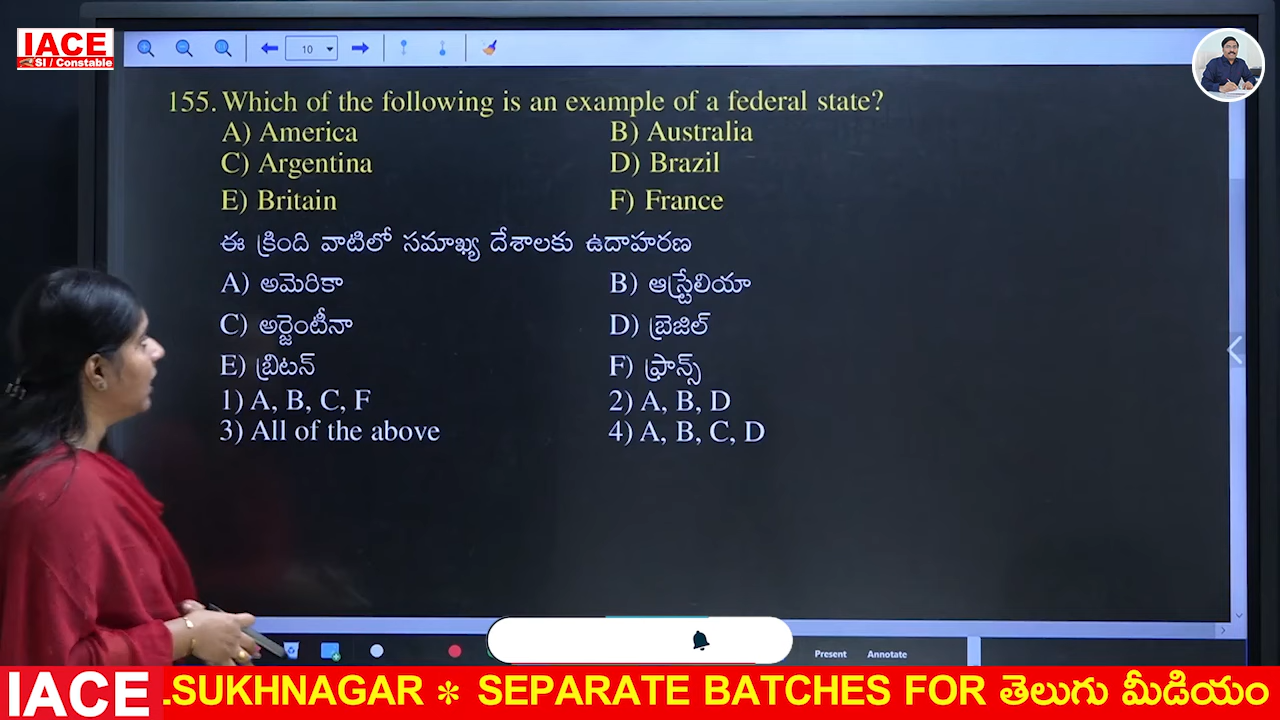 IACE
SI / Constable
10
155. Which of the following is an example of a federal state?
A) America B) Australia
C) Argentina D) Brazil
E) Britain F) France
ఈ క్రింది వాటిలో సమాఖ్య దేశాలకు ఉదాహరణ
A) అమెరికా B) ఆస్ట్రేలియా
C) అర్జెంటీనా D) బ్రెజిల్
E) బ్రిటన్ F) ఫ్రాన్స్
1) A, B, C, F 2) A, B, D
3) All of the above 4) A, B, C, D
Present Annotate
IACE LSUKHNAGAR * SEPARATE BATCHES FOR తెలుగు మీడియం